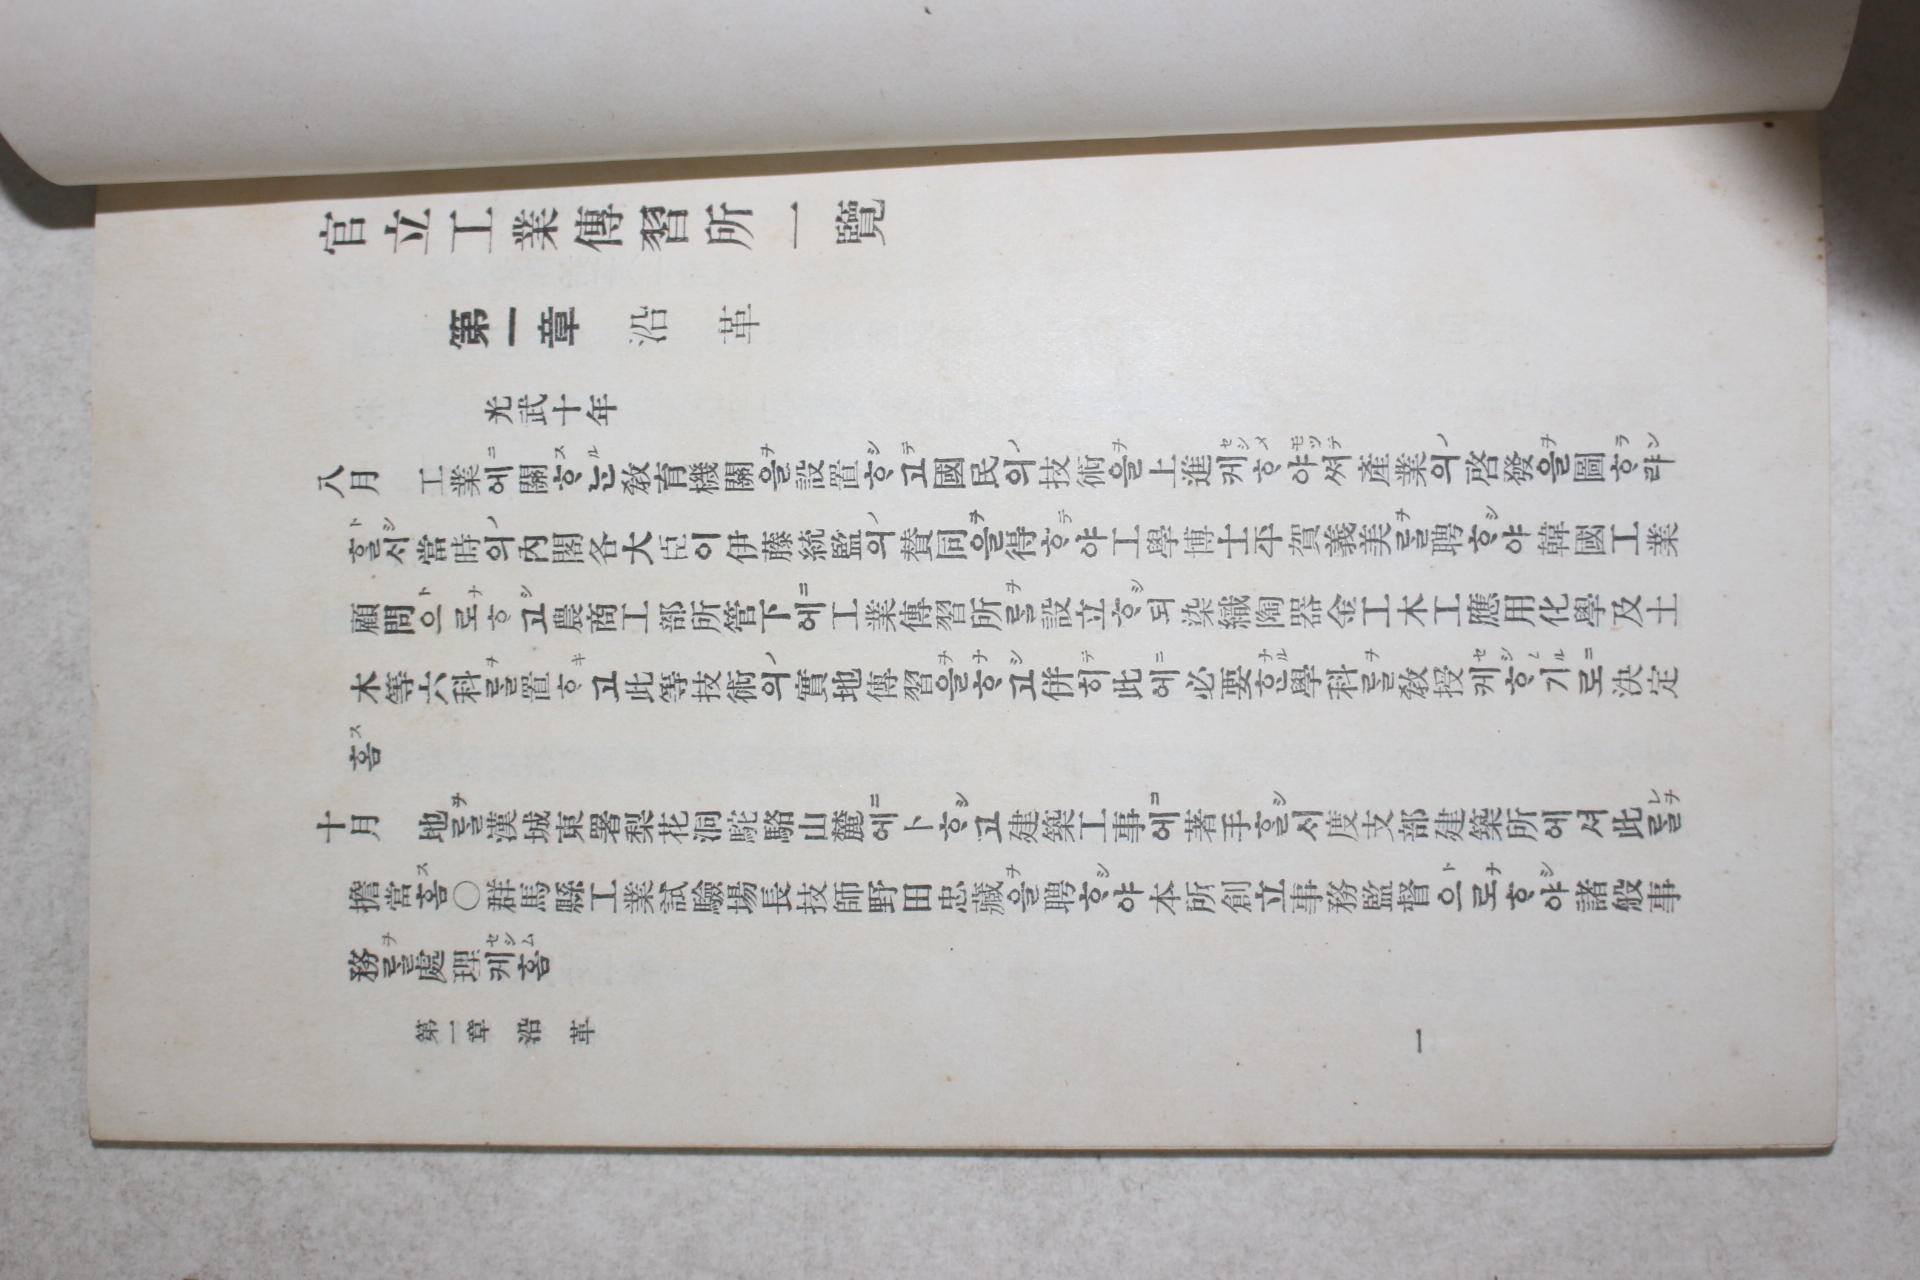 官立工業傳習所一覽
第一章 沿革
光武十年
八月 工業에關ᄒᆞᄂᆞᆫ敎育機關을設置ᄒᆞ고國民의技術을上進케ᄒᆞ야써產業의啓發을圖ᄒᆞ랴
ᄒᆞᆯᄉᆡ當時의內閣各大臣이伊藤統監의贊同을得ᄒᆞ야工學博士平賀義美를聘ᄒᆞ야韓國工業
顧問으로ᄒᆞ고農商工部所管下에工業傳習所를設立ᄒᆞ되染織陶器金工木工應用化學及土
木等六科를置ᄒᆞ고此等技術의實地傳習을ᄒᆞ고併히此에必要ᄒᆞᆫ學科를敎授케ᄒᆞ기로決定
ᄒᆞᆷ
十月 地를漢城東署梨花洞駝駱山麓에卜ᄒᆞ고建築工事에著手ᄒᆞᆯᄉᆡ度支部建築所에셔此를
擔當ᄒᆞᆷ○群馬縣工業試驗場長技師野田忠藏을聘ᄒᆞ야本所創立事務監督으로ᄒᆞ야諸般事
務를處理케ᄒᆞᆷ
第一章 沿革
一